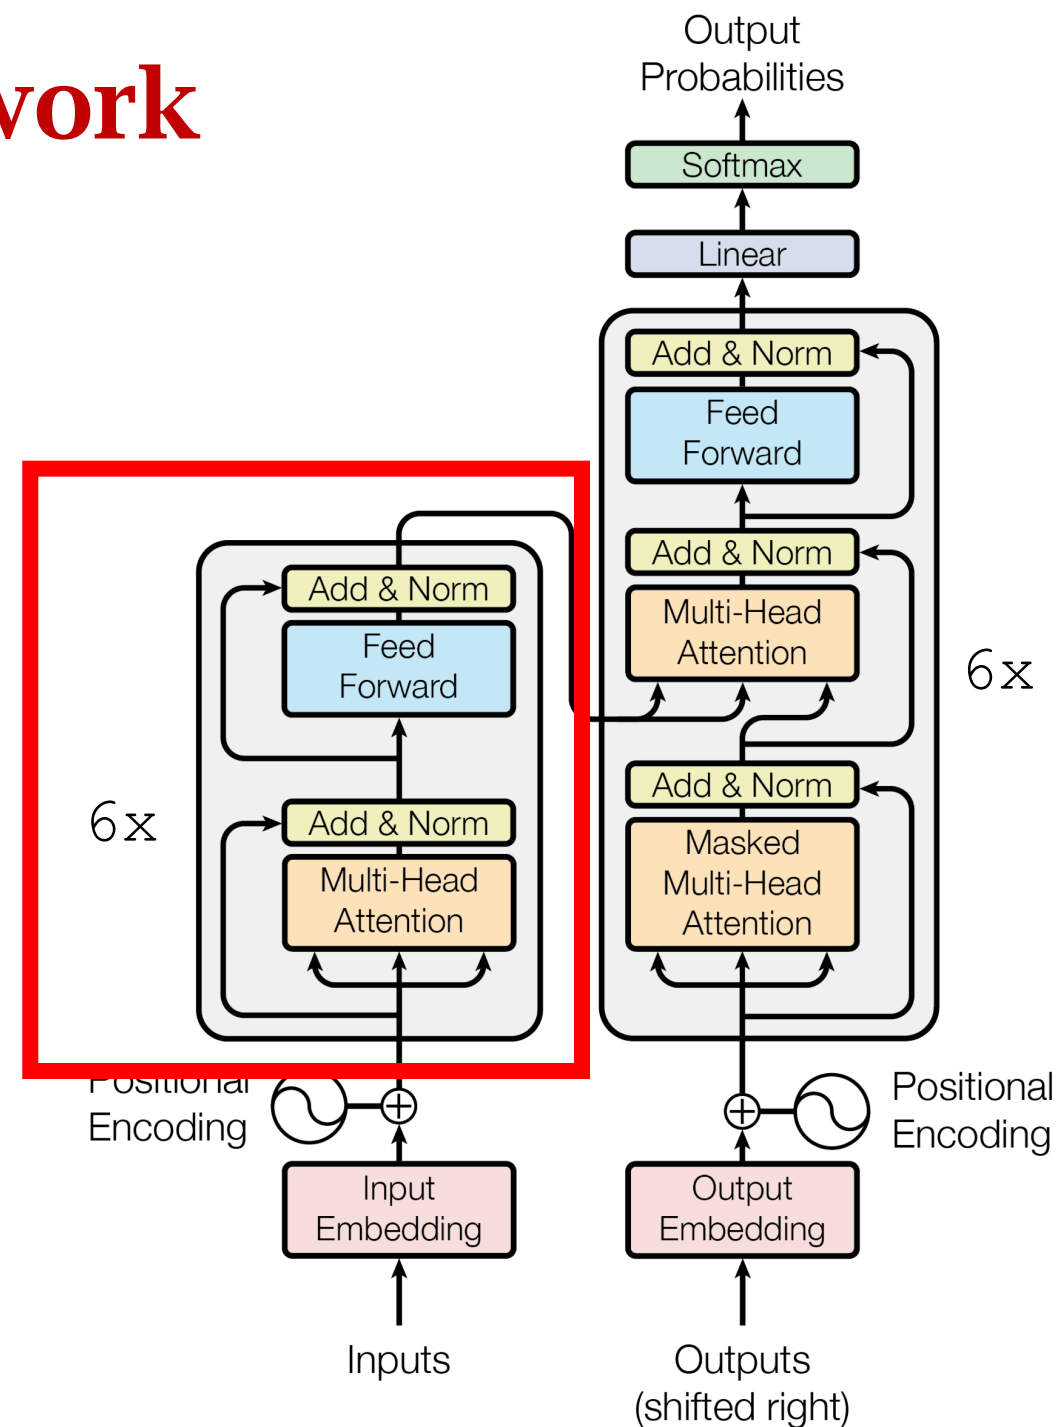 work
Output
Probabilities
Softmax
Linear
Add & Norm
Feed
Forward
Add & Norm
Multi-Head
Attention
6x
Add & Norm
Masked
Multi-Head
Attention
Add & Norm
Feed
Forward
6x
Add & Norm
Multi-Head
Attention
Positional
Encoding
Positional
Encoding
Input
Embedding
Output
Embedding
Inputs
Outputs
(shifted right)